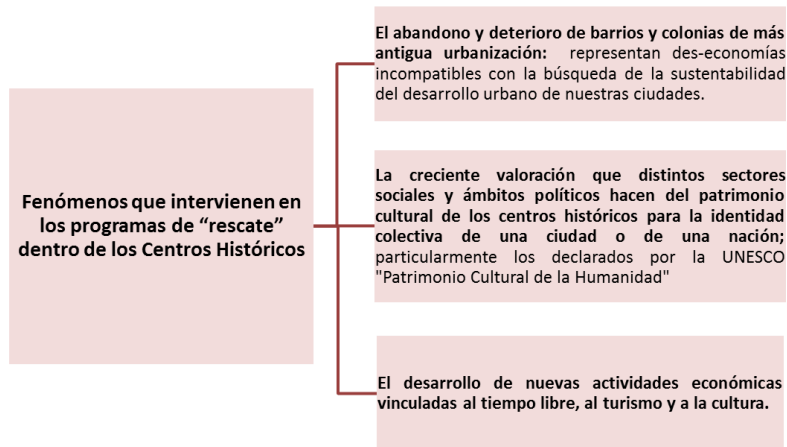 Fenómenos que intervienen en
los programas de “rescate”
dentro de los Centros Históricos
El abandono y deterioro de barrios y colonias de más
antigua urbanización: representan des-economías
incompatibles con la búsqueda de la sustentabilidad
del desarrollo urbano de nuestras ciudades.
La creciente valoración que distintos sectores
sociales y ámbitos políticos hacen del patrimonio
cultural de los centros históricos para la identidad
colectiva de una ciudad o de una nación;
particularmente los declarados por la UNESCO
"Patrimonio Cultural de la Humanidad"
El desarrollo de nuevas actividades económicas
vinculadas al tiempo libre, al turismo y a la cultura.